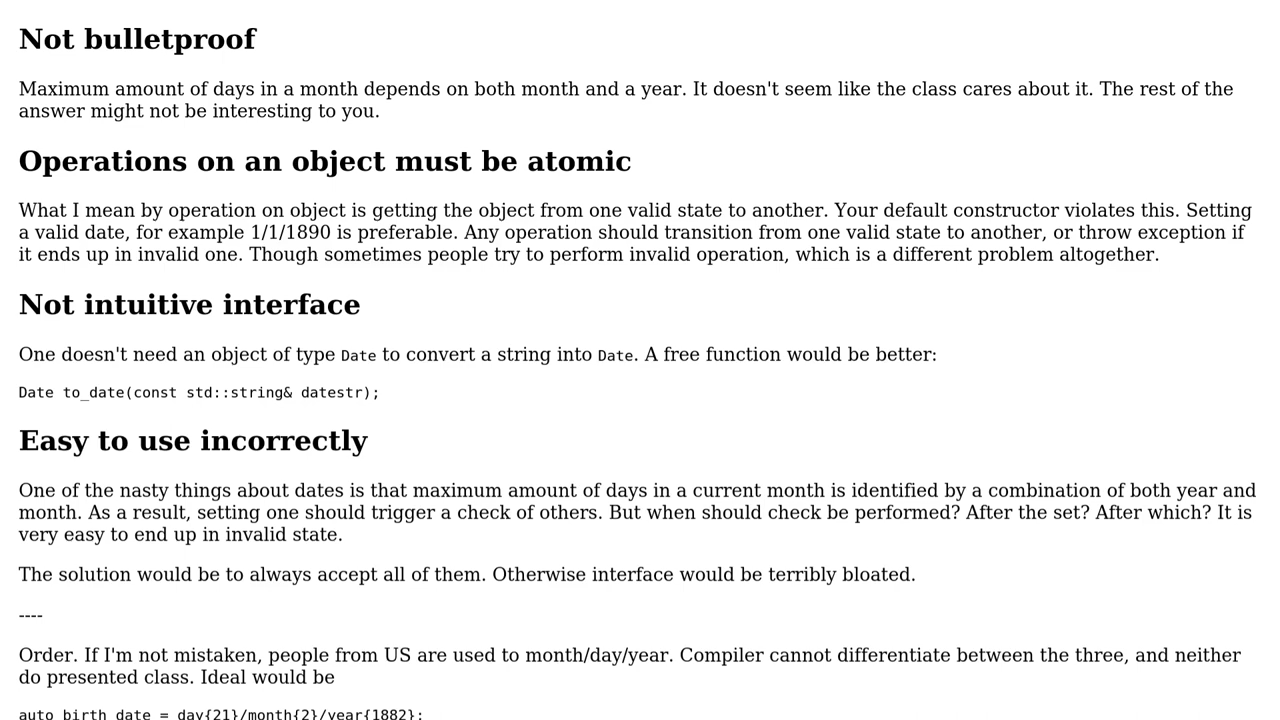 Not bulletproof
Maximum amount of days in a month depends on both month and a year. It doesn't seem like the class cares about it. The rest of the
answer might not be interesting to you.
Operations on an object must be atomic
What I mean by operation on object is getting the object from one valid state to another. Your default constructor violates this. Setting
a valid date, for example 1/1/1890 is preferable. Any operation should transition from one valid state to another, or throw exception if
it ends up in invalid one. Though sometimes people try to perform invalid operation, which is a different problem altogether.
Not intuitive interface
One doesn't need an object of type Date to convert a string into Date. A free function would be better:
Date to_date(const std::string& datestr);
Easy to use incorrectly
One of the nasty things about dates is that maximum amount of days in a current month is identified by a combination of both year and
month. As a result, setting one should trigger a check of others. But when should check be performed? After the set? After which? It is
very easy to end up in invalid state.
The solution would be to always accept all of them. Otherwise interface would be terribly bloated.
----
Order. If I'm not mistaken, people from US are used to month/day/year. Compiler cannot differentiate between the three, and neither
do presented class. Ideal would be
auto birth_date = day{21}/month{2}/year{1882};